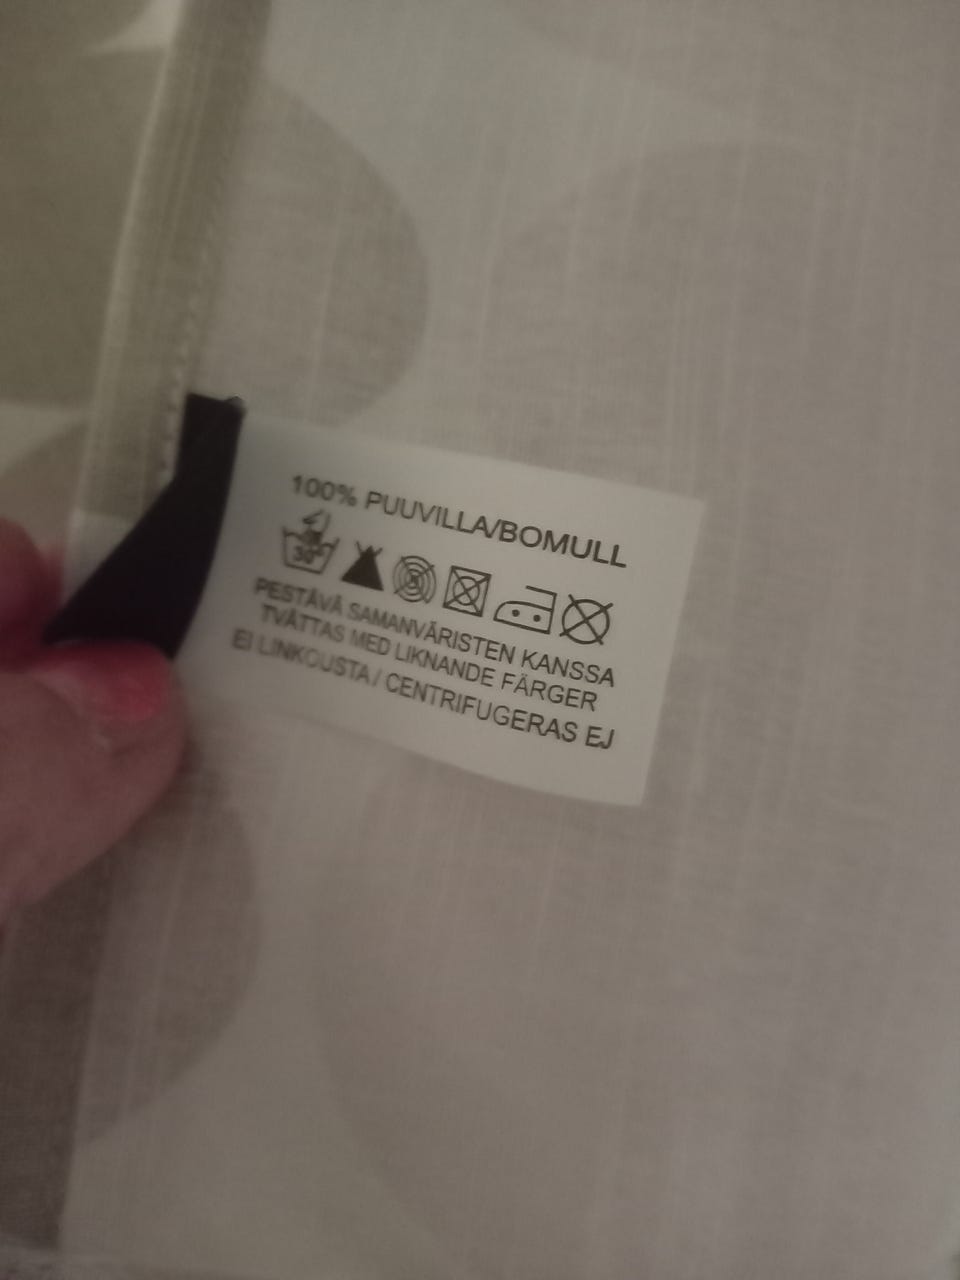 100% PUUVILLA/BOMULL
30°
PESTÄVÄ SAMANVÄRISTEN KANSSA
TVÄTTAS MED LIKNANDE FÄRGER
EI LINKOUSTA / CENTRIFUGERAS EJ